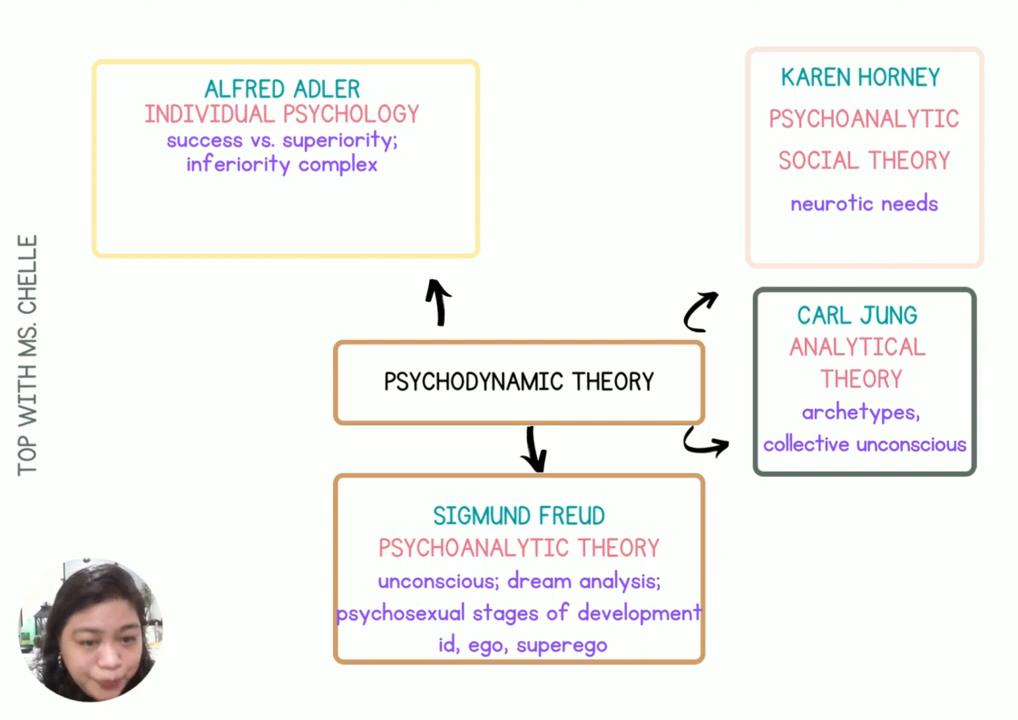 ALFRED ADLER
INDIVIDUAL PSYCHOLOGY
success vs. superiority;
inferiority complex
KAREN HORNEY
PSYCHOANALYTIC
SOCIAL THEORY
neurotic needs
CARL JUNG
ANALYTICAL
THEORY
archetypes,
collective unconscious
PSYCHODYNAMIC THEORY
SIGMUND FREUD
PSYCHOANALYTIC THEORY
unconscious; dream analysis;
psychosexual stages of development
id, ego, superego
TOP WITH MS. CHELLE